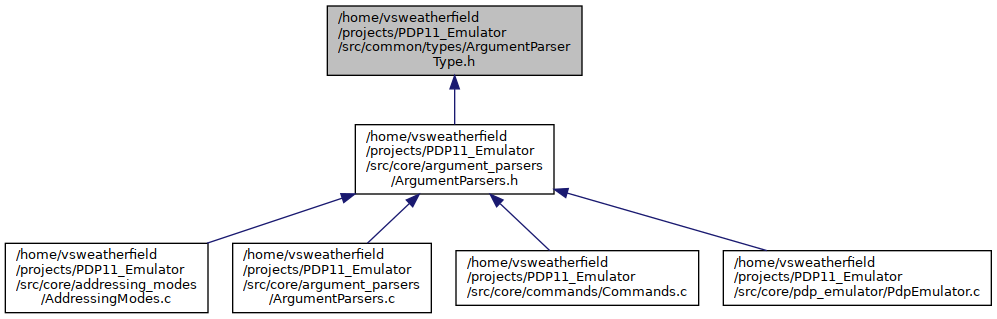 /home/vsweatherfield
/projects/PDP11_Emulator
/src/common/types/ArgumentParser
Type.h
/home/vsweatherfield
/projects/PDP11_Emulator
/src/core/argument_parsers
/ArgumentParsers.h
/home/vsweatherfield
/projects/PDP11_Emulator
/src/core/addressing_modes
/AddressingModes.c
/home/vsweatherfield
/projects/PDP11_Emulator
/src/core/argument_parsers
/ArgumentParsers.c
/home/vsweatherfield
/projects/PDP11_Emulator
/src/core/commands/Commands.c
/home/vsweatherfield
/projects/PDP11_Emulator
/src/core/pdp_emulator/PdpEmulator.c